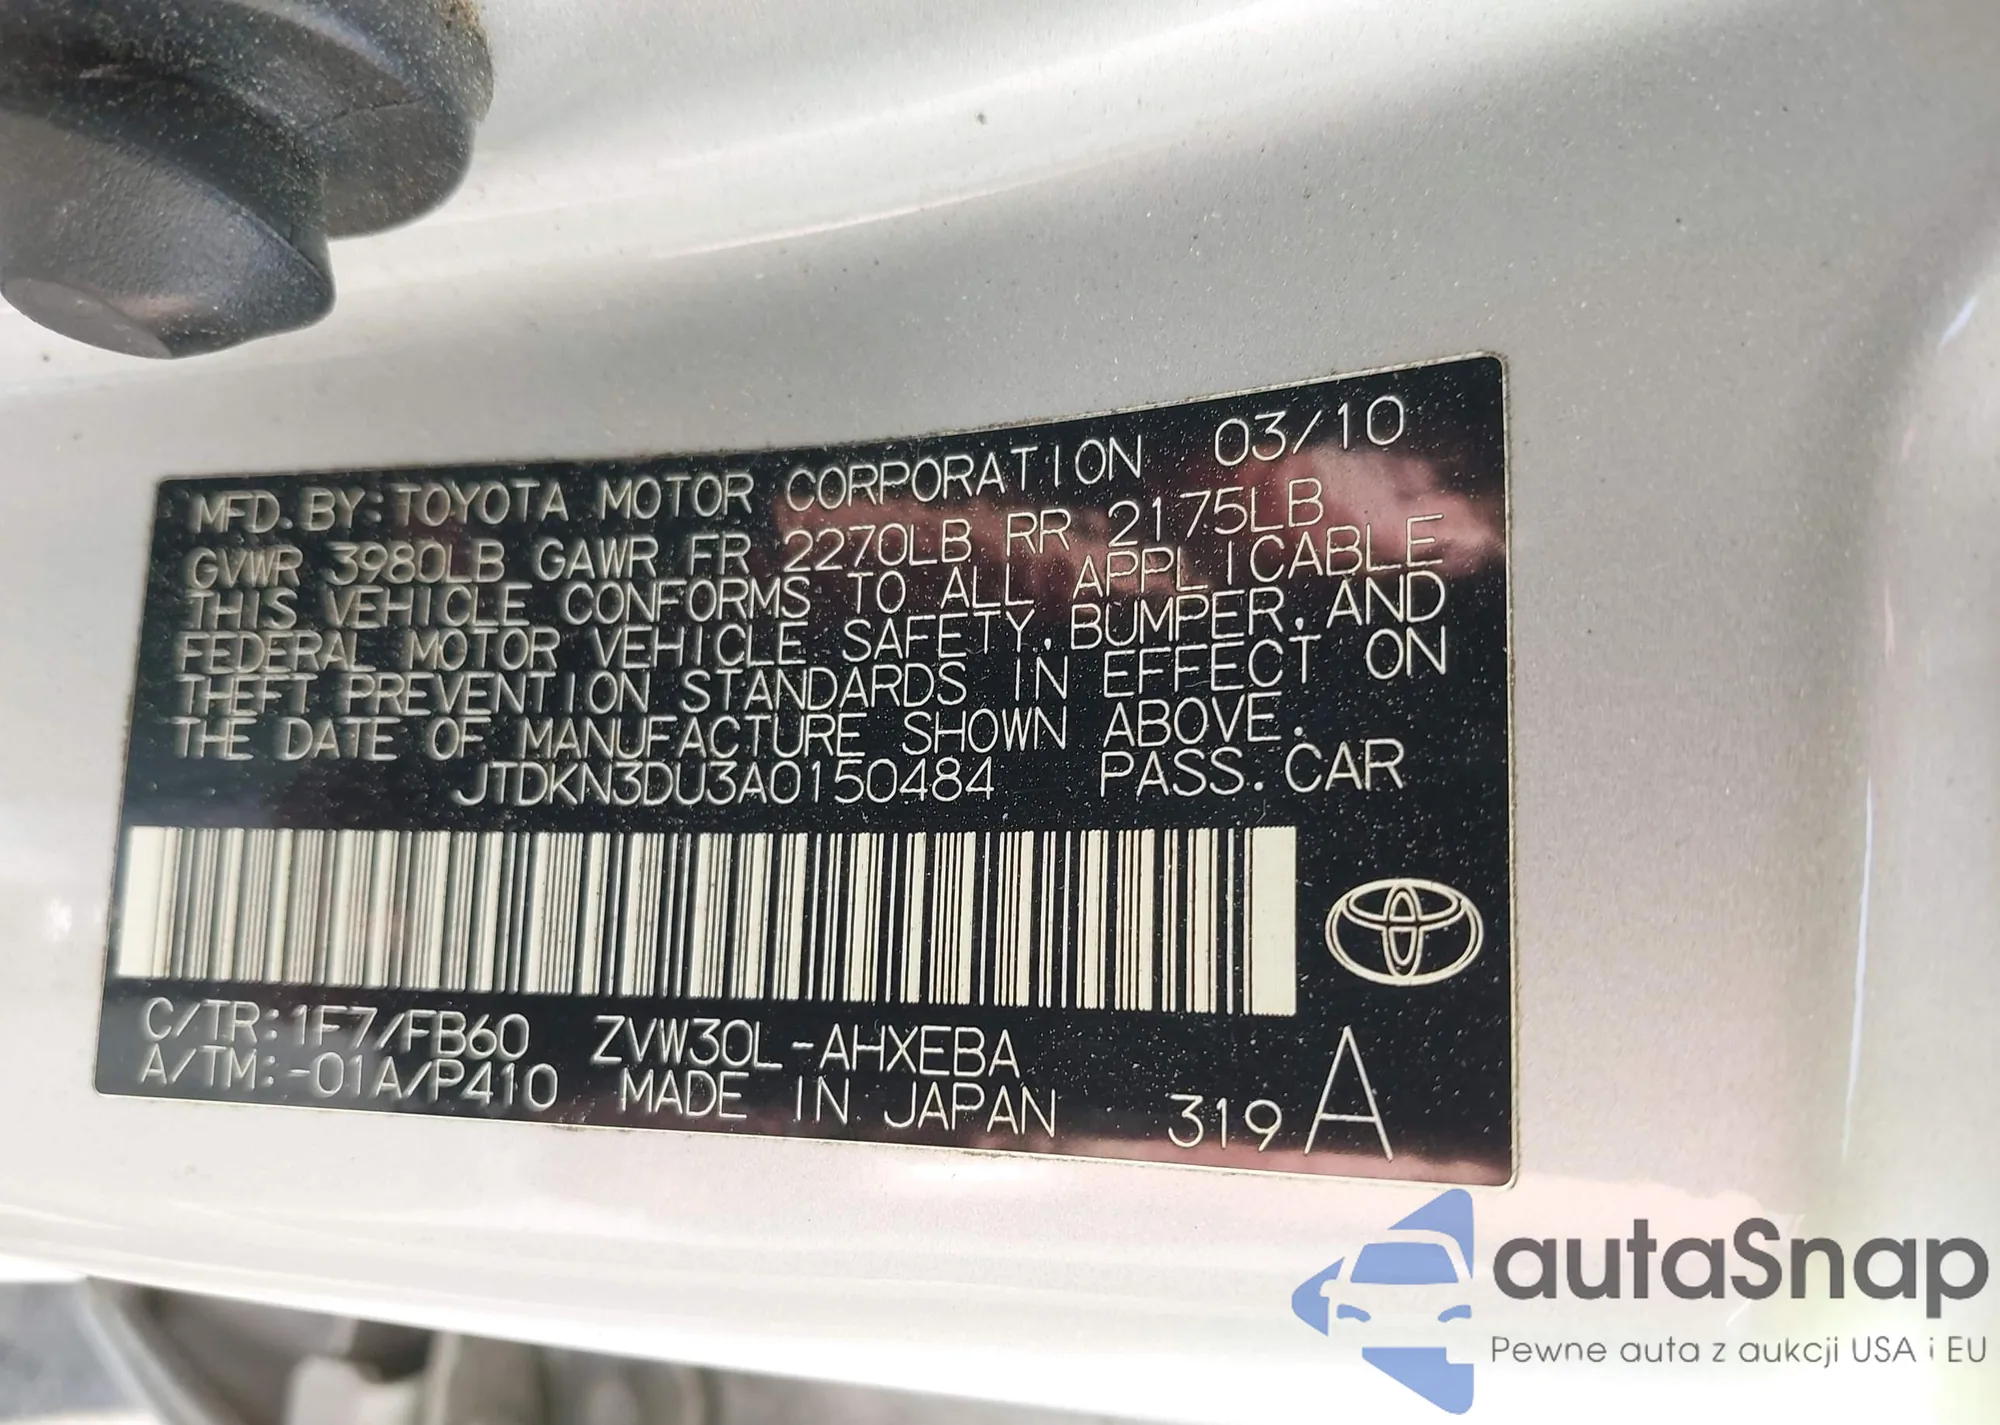 MFD. BY: TOYOTA MOTOR CORPORATION 03/10
GVWR 3980LB GAWR FR 2270LB RR 2175LB
THIS VEHICLE CONFORMS TO ALL APPLICABLE
FEDERAL MOTOR VEHICLE SAFETY, BUMPER, AND
THEFT PREVENTION STANDARDS IN EFFECT ON
THE DATE OF MANUFACTURE SHOWN ABOVE.
JTDKN3DU3A0150484 PASS. CAR
C/TR: 1F7/FB60 ZVW30L-AHXEBA
A/TM: -01A/P410 MADE IN JAPAN 319 A
autaSnap
Pewne auta z aukcji USA i EU